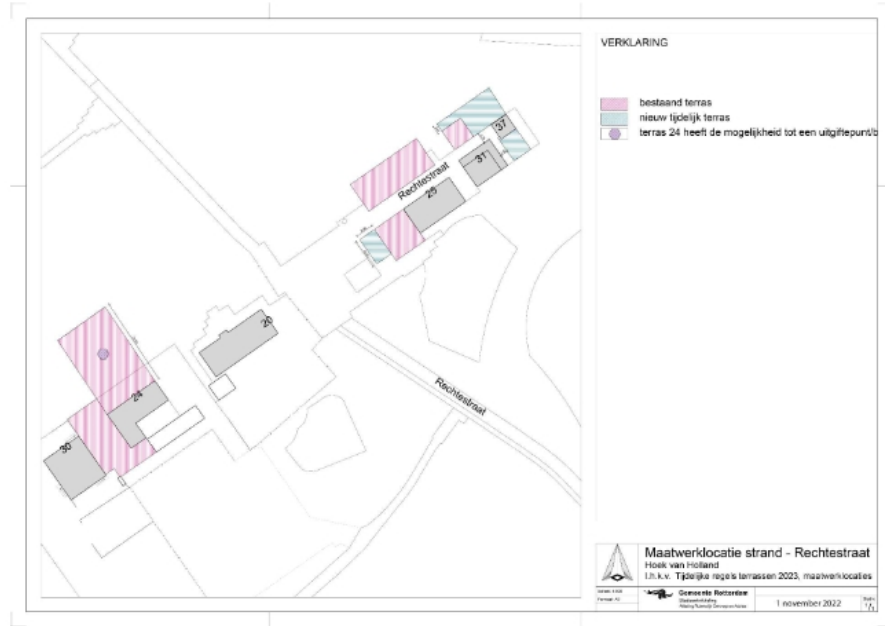 VERKLARING
bestaand terras
nieuw tijdelijk terras
terras 24 heeft de mogelijkheid tot een uitgiftepunt/b
37
31
Rechtestraat
25
20
Rechtestraat
24
30
Maatwerklocatie strand - Rechtestraat
Hoek van Holland
I.h.k.v. Tijdelijke regels terrassen 2023, maatwerklocaties
Gemeente Rotterdam
1 november 2022